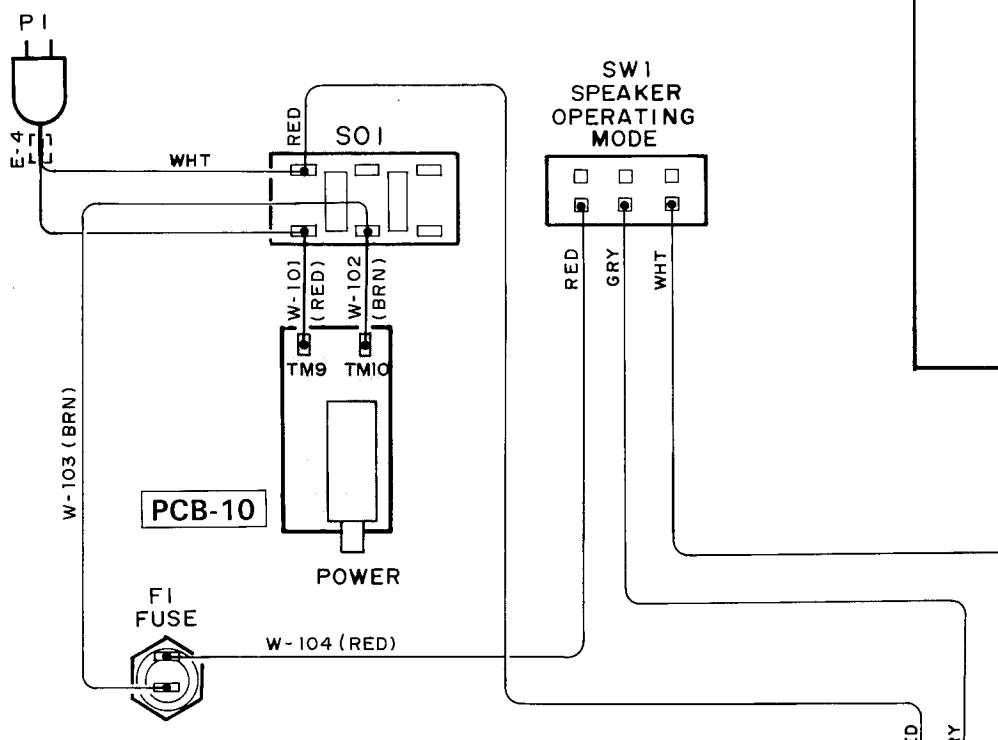 P1
E-4
WHT
RED
SO1
SW1
SPEAKER
OPERATING
MODE
RED
GRY
WHT
W-101
(RED)
W-102
(BRN)
TM9
TM10
W-103 (BRN)
PCB-10
POWER
F1
FUSE
W-104 (RED)